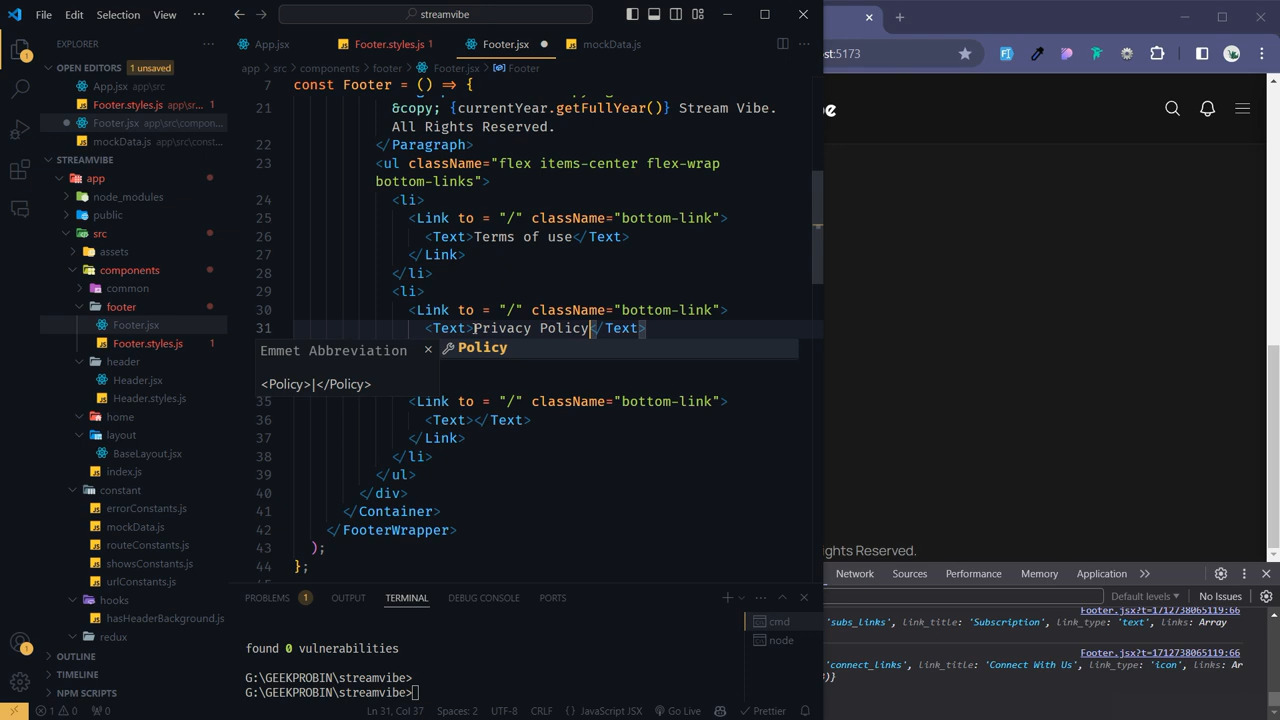 File Edit Selection View ··· streamvibe
EXPLORER ···
App.jsx Footer.styles.js 1 Footer.jsx mockData.js ···
OPEN EDITORS 1 unsaved
App.jsx app\src
Footer.styles.js app\sr... 1
Footer.jsx app\src\compon...
mockData.js app\src\const...
STREAMVIBE
app
node_modules
public
src
assets
components
common
footer
Footer.jsx
Footer.styles.js 1
header
Header.jsx
Header.styles.js
home
layout
BaseLayout.jsx
index.js
constant
errorConstants.js
mockData.js
routeConstants.js
showsConstants.js
urlConstants.js
hooks
hasHeaderBackground.js
redux
OUTLINE
TIMELINE
NPM SCRIPTS
app > src > components > footer > Footer.jsx > Footer
7 const Footer = () => {
21 &copy; {currentYear.getFullYear()} Stream Vibe.
All Rights Reserved.
22 </Paragraph>
23 <ul className="flex items-center flex-wrap
bottom-links">
24 <li>
25 <Link to = "/" className="bottom-link">
26 <Text>Terms of use</Text>
27 </Link>
28 </li>
29 <li>
30 <Link to = "/" className="bottom-link">
31 <Text>Privacy Policy</Text>
Emmet Abbreviation
<Policy>|</Policy>
Policy
35 <Link to = "/" className="bottom-link">
36 <Text></Text>
37 </Link>
38 </li>
39 </ul>
40 </div>
41 </Container>
42 </FooterWrapper>
43 );
44 };
PROBLEMS 1 OUTPUT TERMINAL DEBUG CONSOLE PORTS ···
found 0 vulnerabilities
G:\GEEKPROBIN\streamvibe>
G:\GEEKPROBIN\streamvibe>
cmd
node
1 0 0 Ln 31, Col 37 Spaces: 2 UTF-8 CRLF {} JavaScript JSX Go Live Prettier
st:5173
be
ghts Reserved.
Network Sources Performance Memory Application
Default levels No Issues
Footer.jsx?t=1712738065119:66
'subs_links', link_title: 'Subscription', link_type: 'text', links: Array
Footer.jsx?t=1712738065119:66
'connect_links', link_title: 'Connect With Us', link_type: 'icon', links: Ar
)}